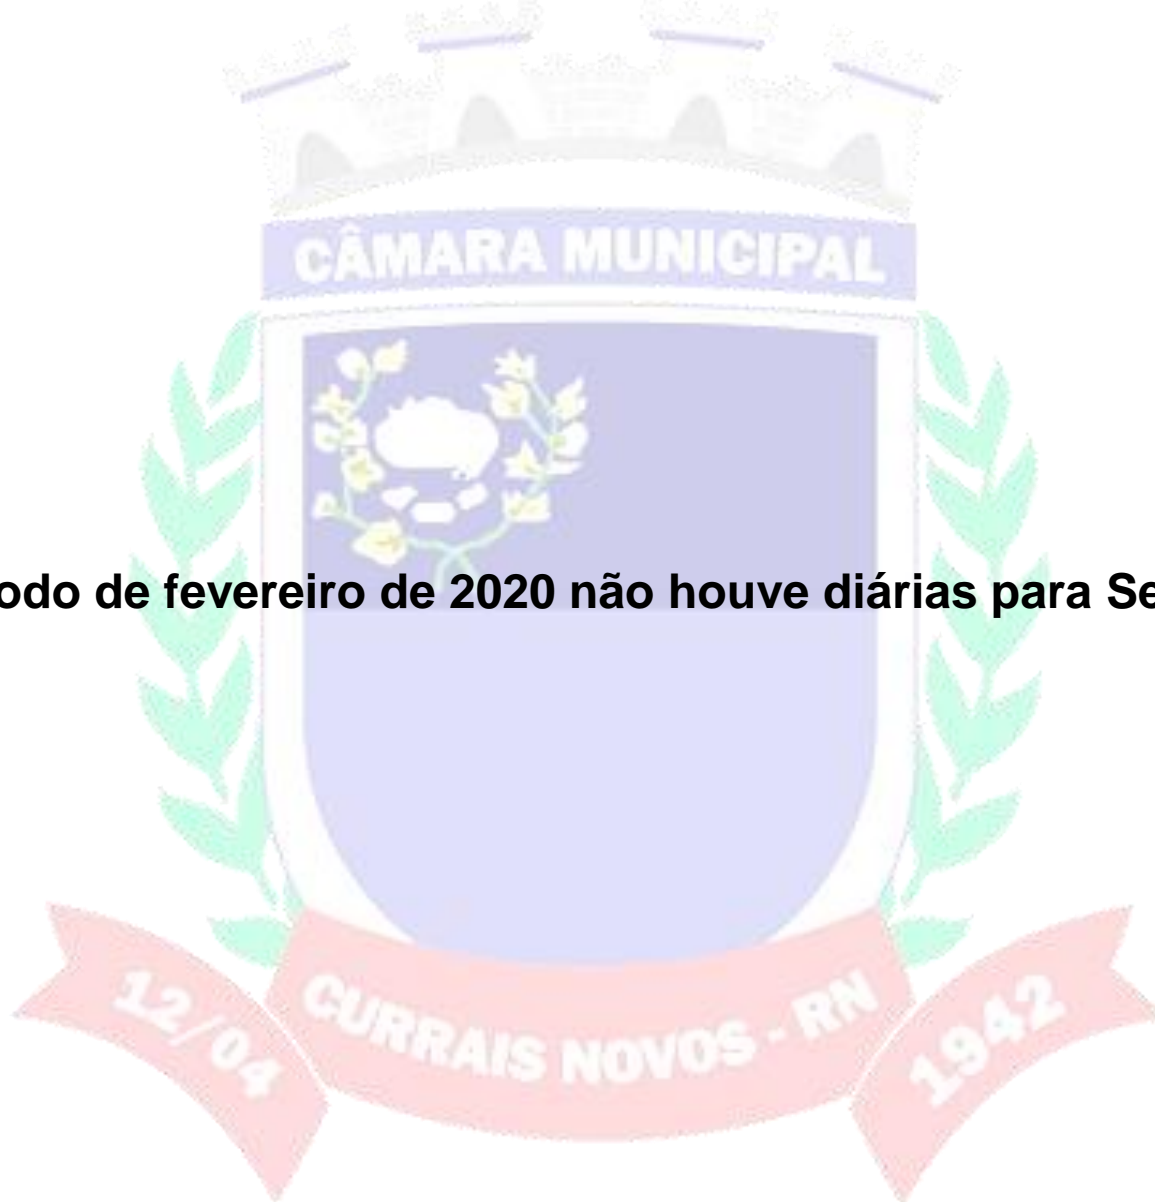 CÂMARA MUNICIPAL
odo de fevereiro de 2020 não houve diárias para Se
12/04 CURRAIS NOVOS - RN 1942